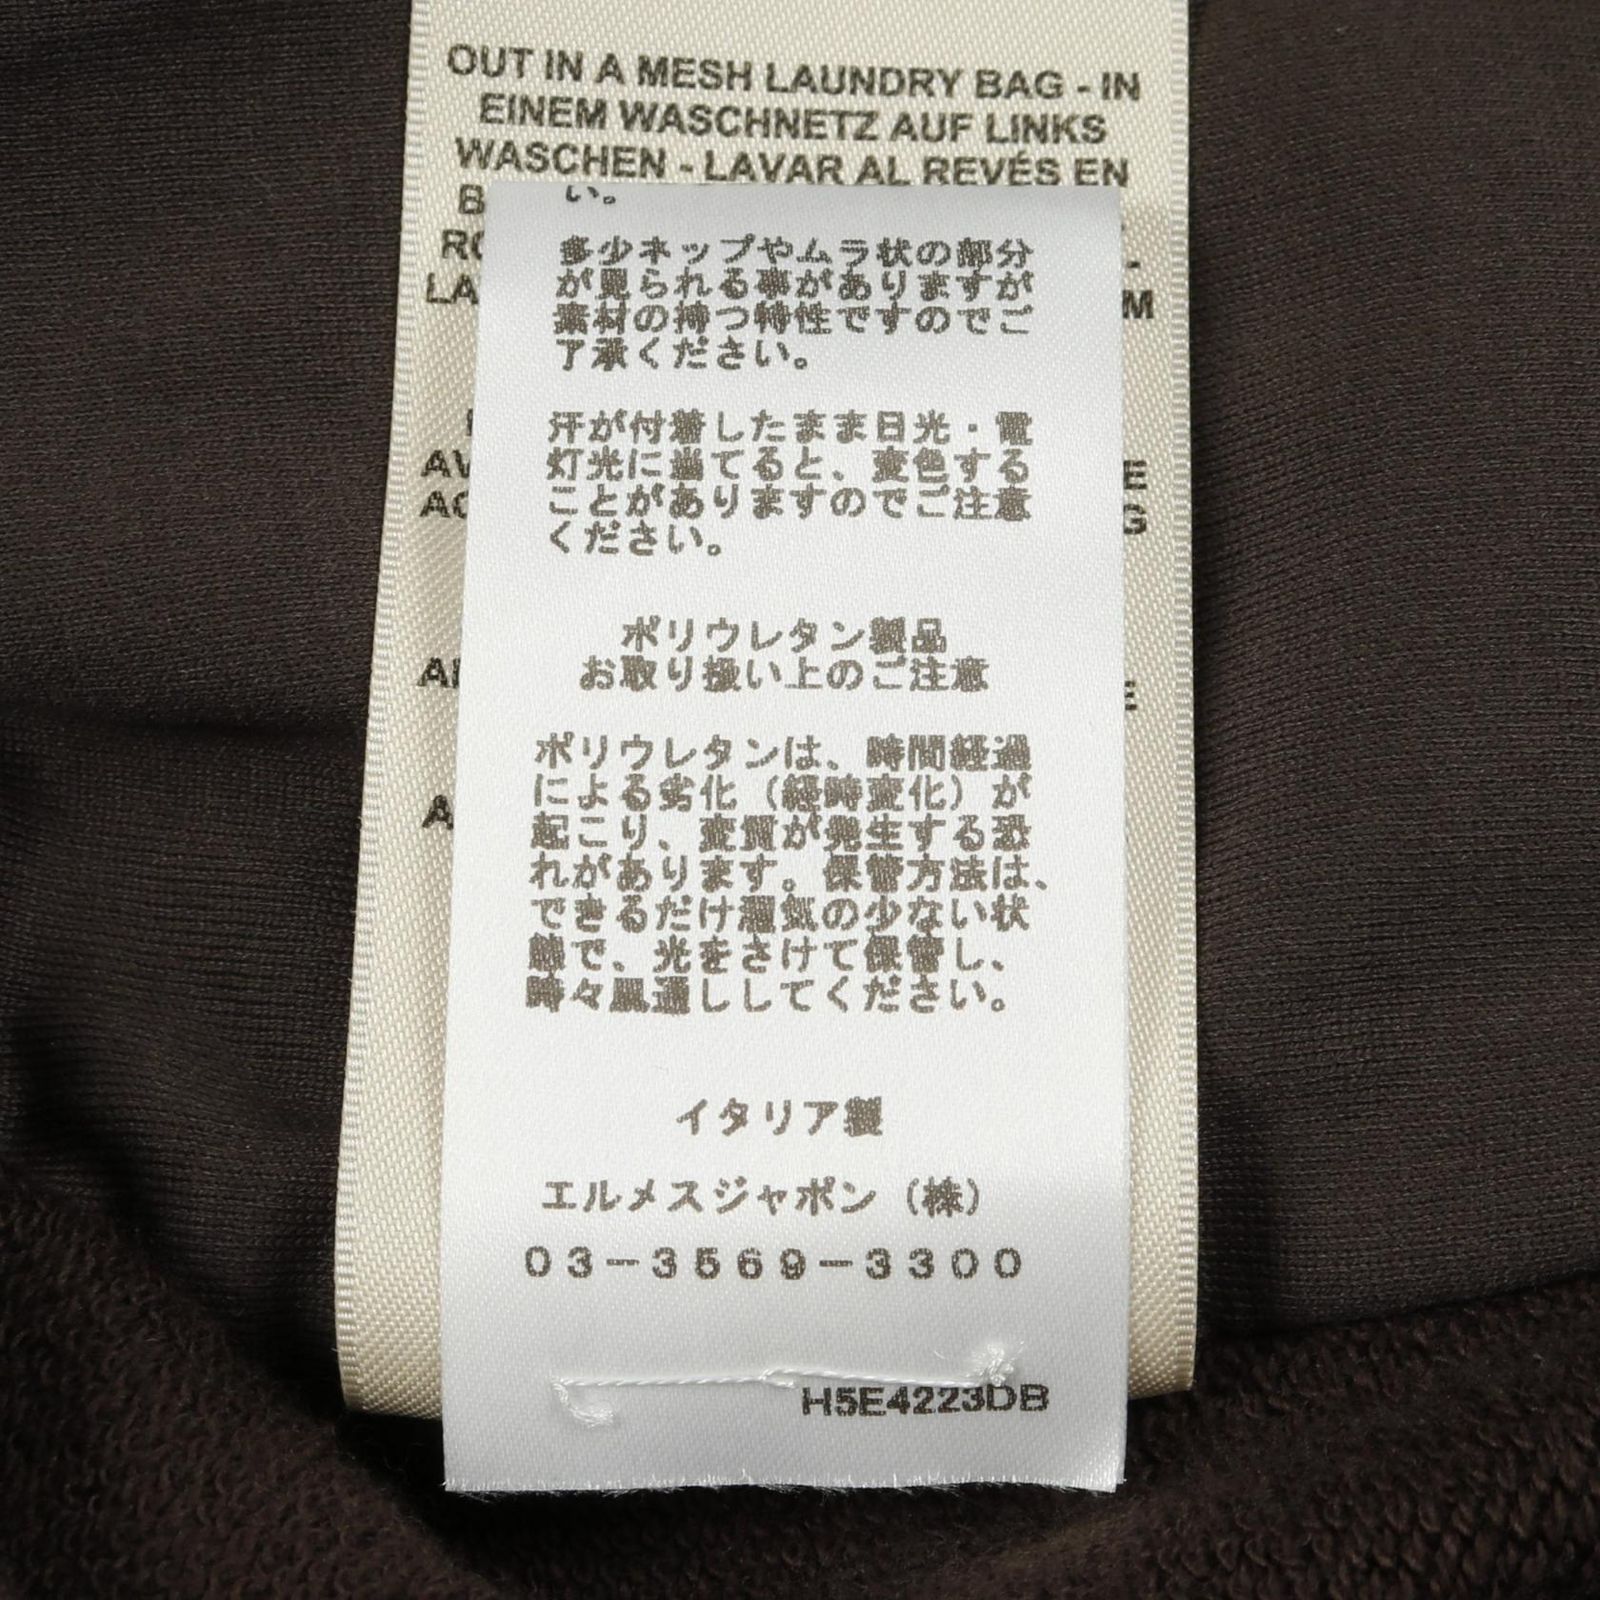 OUT IN A MESH LAUNDRY BAG - IN
EINEM WASCHNETZ AUF LINKS
WASCHEN - LAVAR AL REVÉS EN
い。
多少ネップやムラ状の部分
が見られる事がありますが
素材の持つ特性ですのでご
了承ください。
汗が付着したまま日光・電
灯光に当てると、変色する
ことがありますのでご注意
ください。
ポリウレタン製品
お取り扱い上のご注意
ポリウレタンは、時間経過
による劣化（経時変化）が
起こり、変質が発生する恐
れがあります。保管方法は、
できるだけ湿気の少ない状
態で、光をさけて保管し、
時々風通ししてください。
イタリア製
エルメスジャポン（株）
03-3569-3300
H5E4223DB